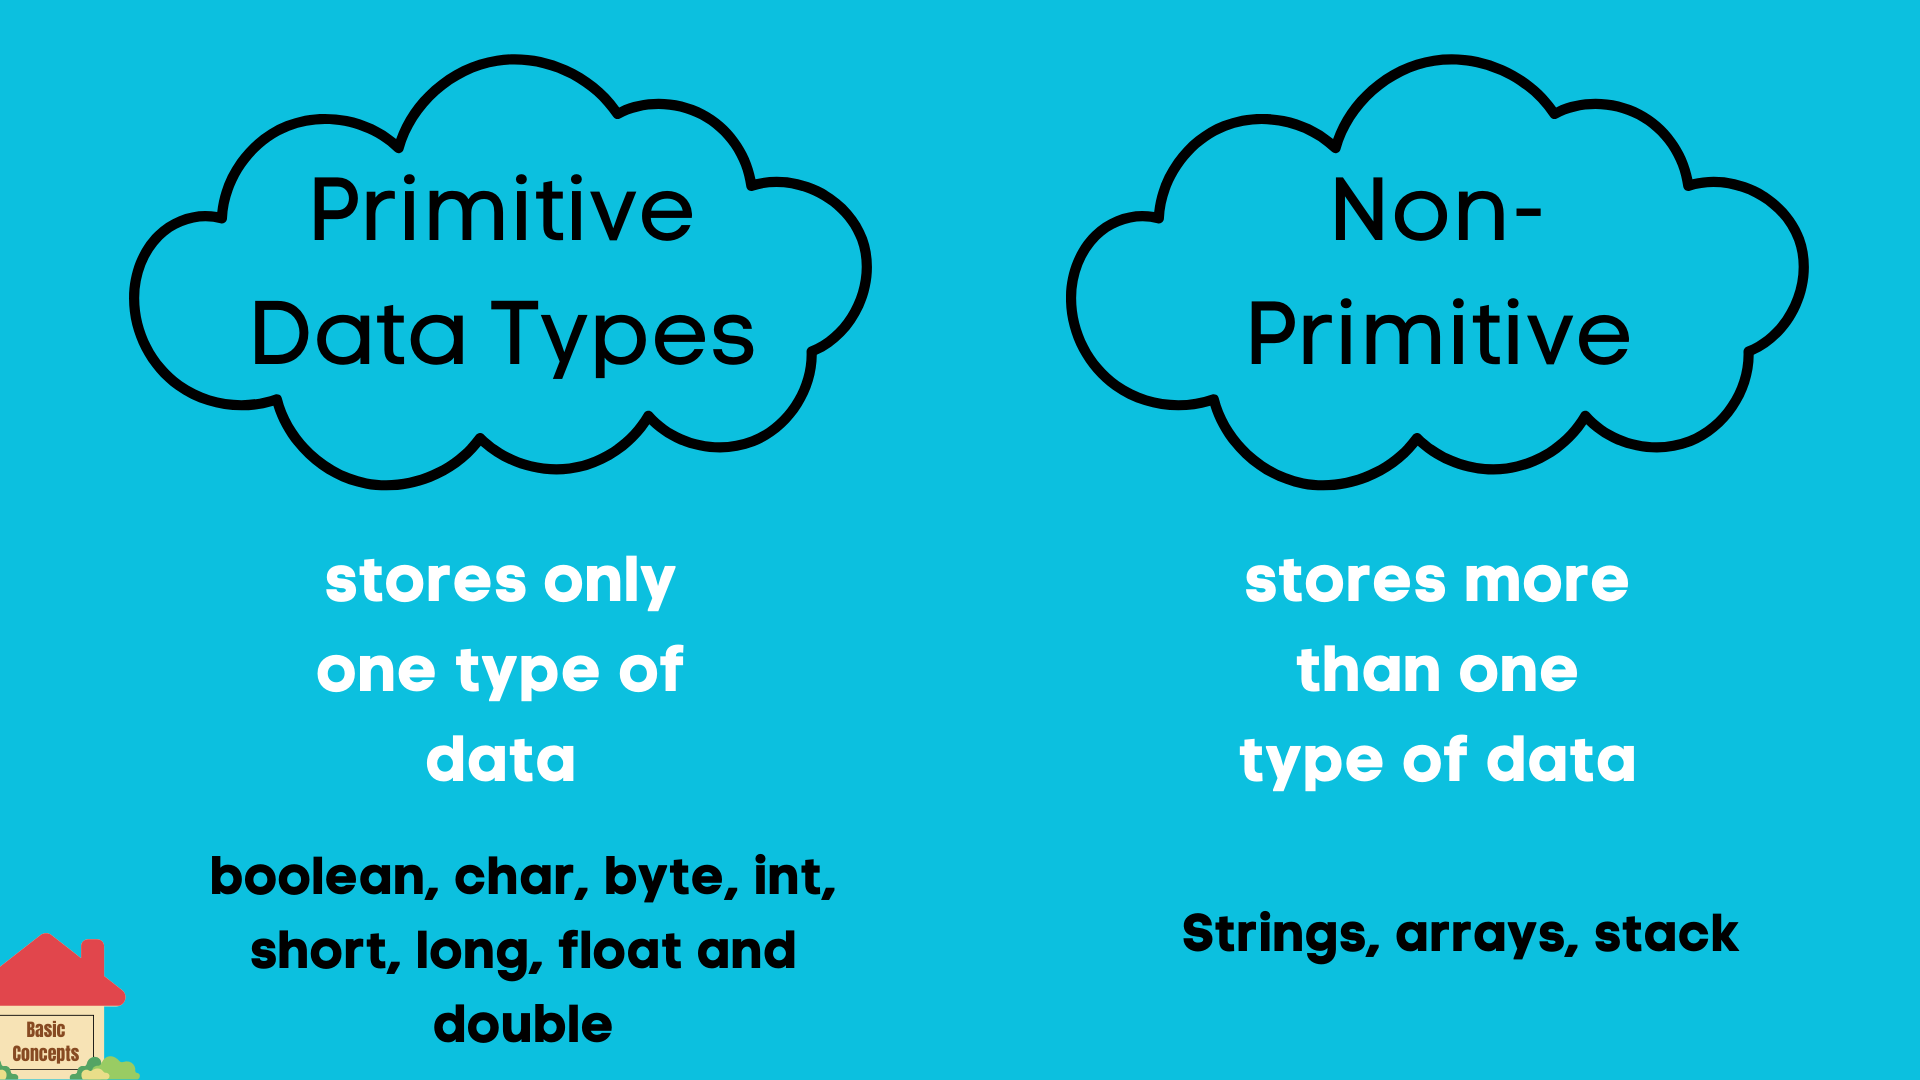 Primitive
Data Types
stores only
one type of
data
boolean, char, byte, int,
short, long, float and
double
Non-
Primitive
stores more
than one
type of data
Strings, arrays, stack
Basic
Concepts